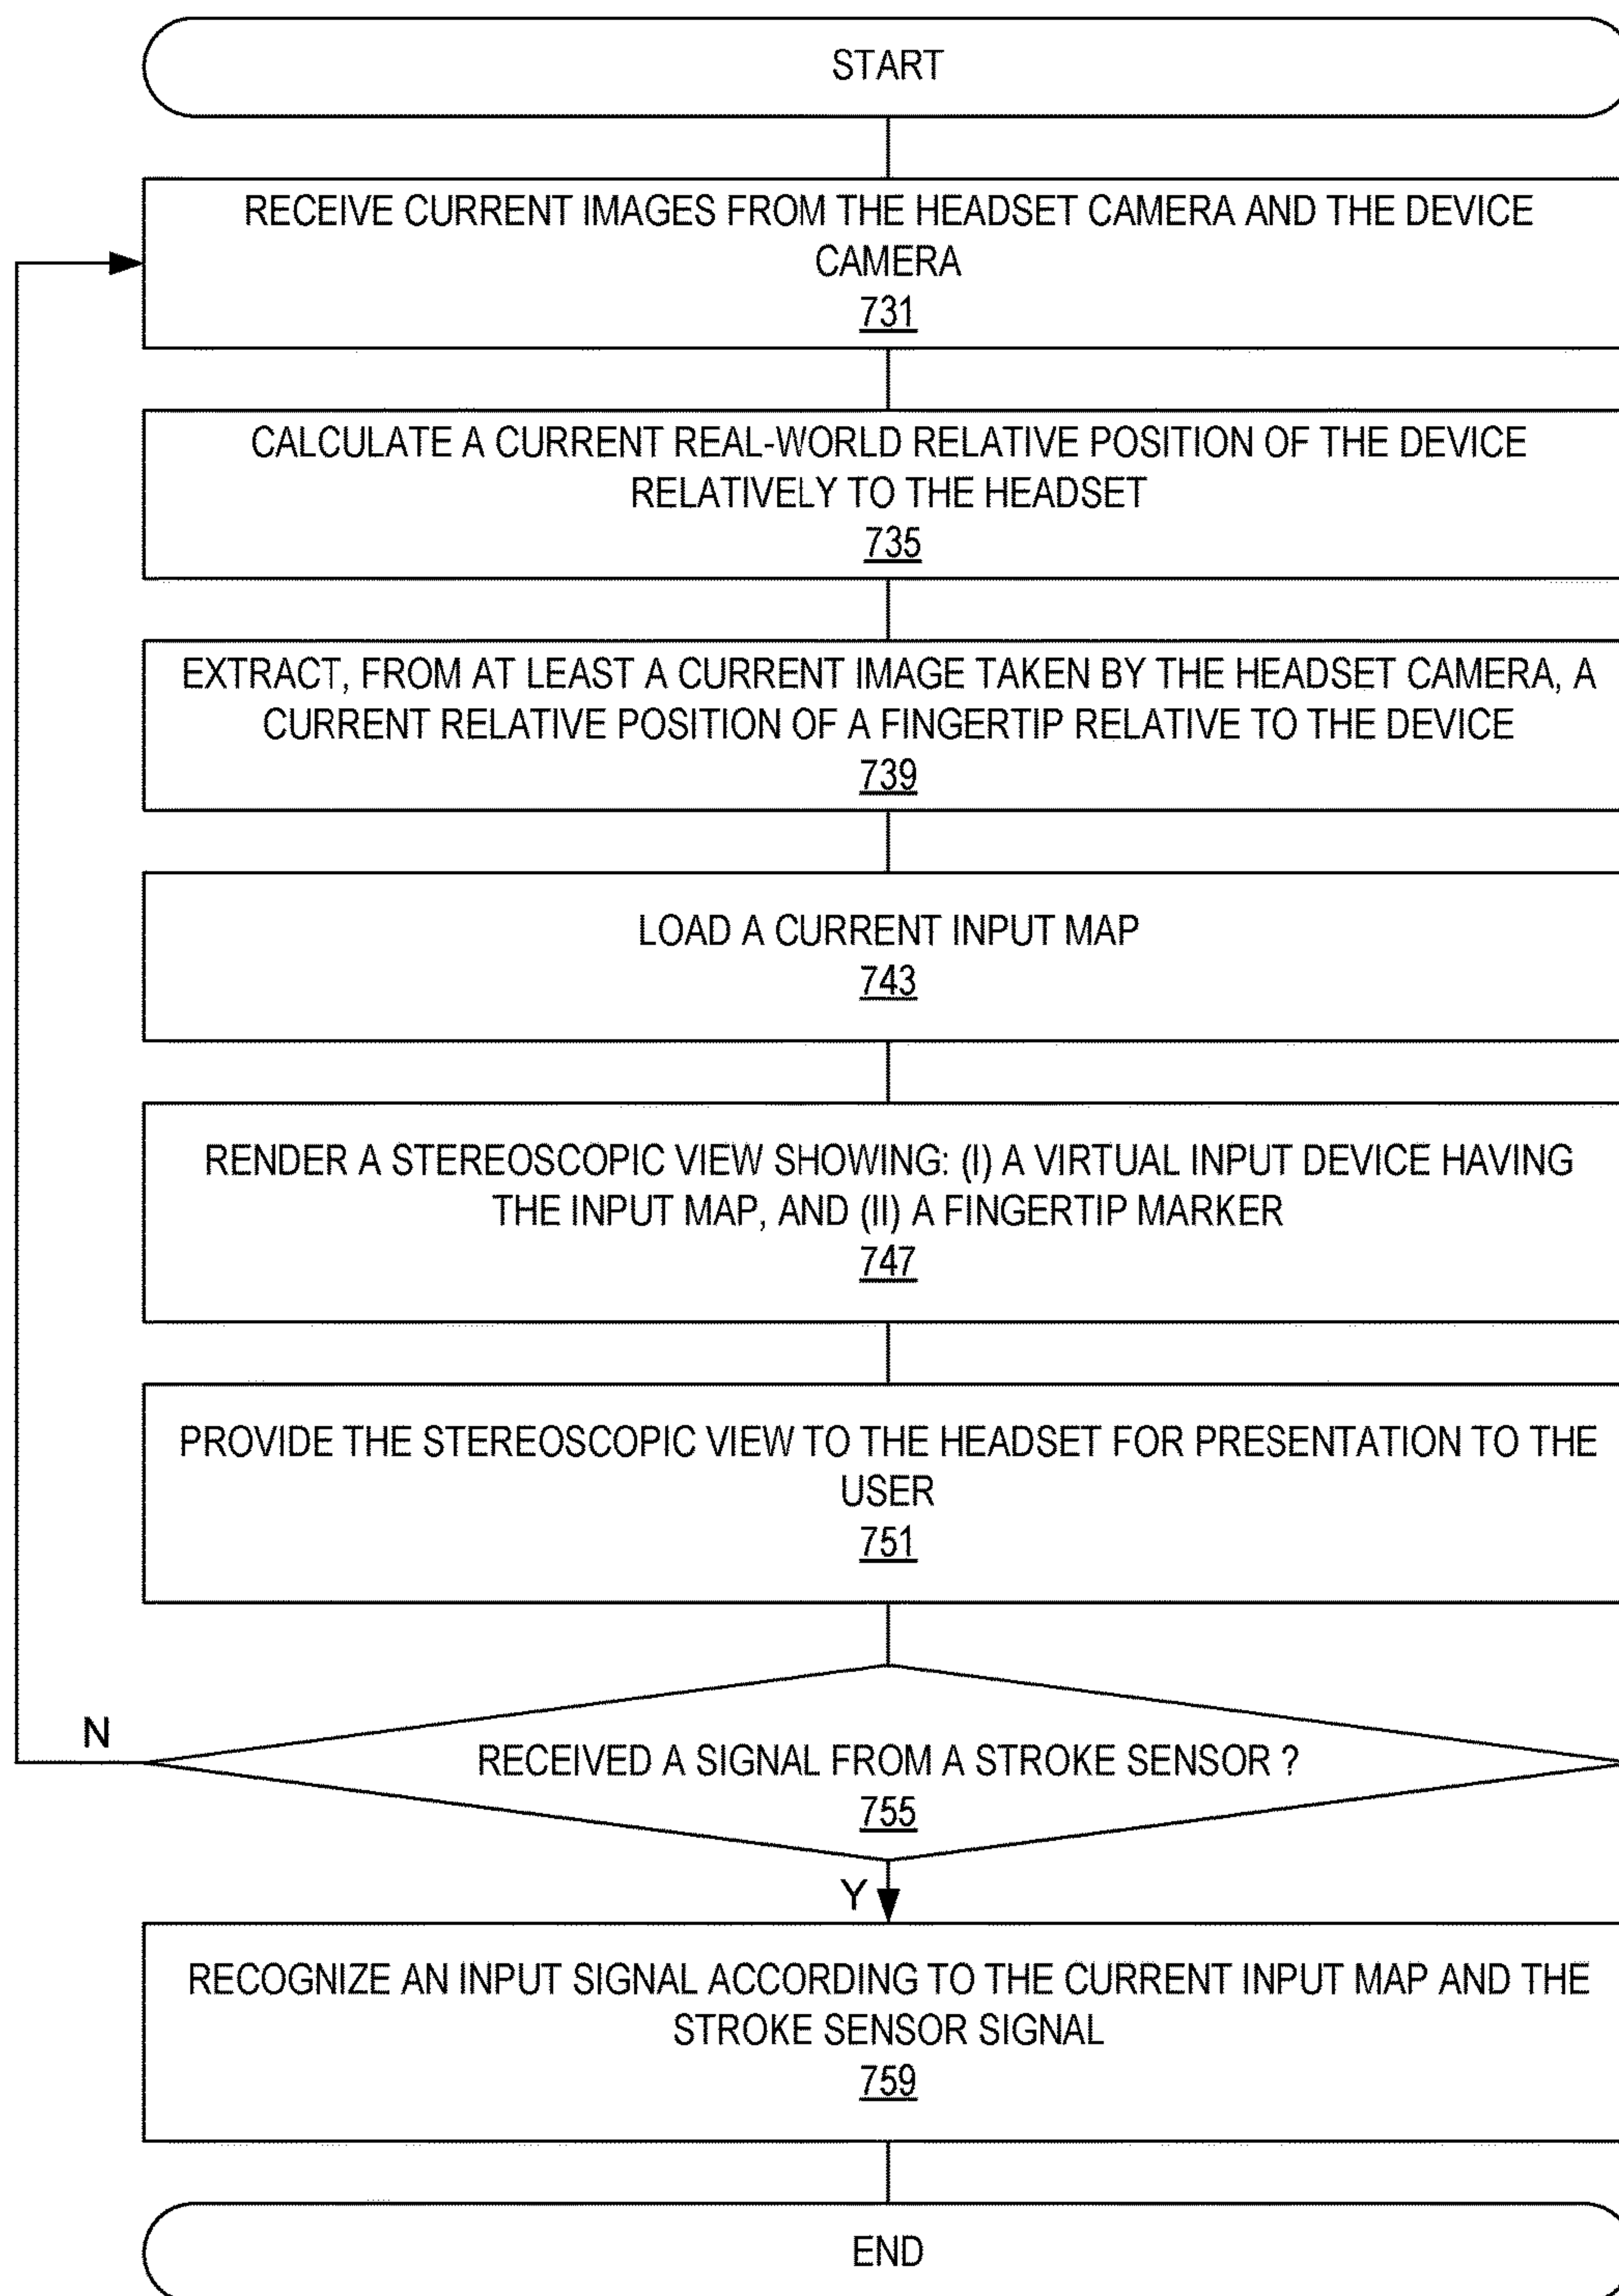 START
RECEIVE CURRENT IMAGES FROM THE HEADSET CAMERA AND THE DEVICE
CAMERA
731
CALCULATE A CURRENT REAL-WORLD RELATIVE POSITION OF THE DEVICE
RELATIVELY TO THE HEADSET
735
EXTRACT, FROM AT LEAST A CURRENT IMAGE TAKEN BY THE HEADSET CAMERA, A
CURRENT RELATIVE POSITION OF A FINGERTIP RELATIVE TO THE DEVICE
739
LOAD A CURRENT INPUT MAP
743
RENDER A STEREOSCOPIC VIEW SHOWING: (I) A VIRTUAL INPUT DEVICE HAVING
THE INPUT MAP, AND (II) A FINGERTIP MARKER
747
PROVIDE THE STEREOSCOPIC VIEW TO THE HEADSET FOR PRESENTATION TO THE
USER
751
N
RECEIVED A SIGNAL FROM A STROKE SENSOR ?
755
Y
RECOGNIZE AN INPUT SIGNAL ACCORDING TO THE CURRENT INPUT MAP AND THE
STROKE SENSOR SIGNAL
759
END